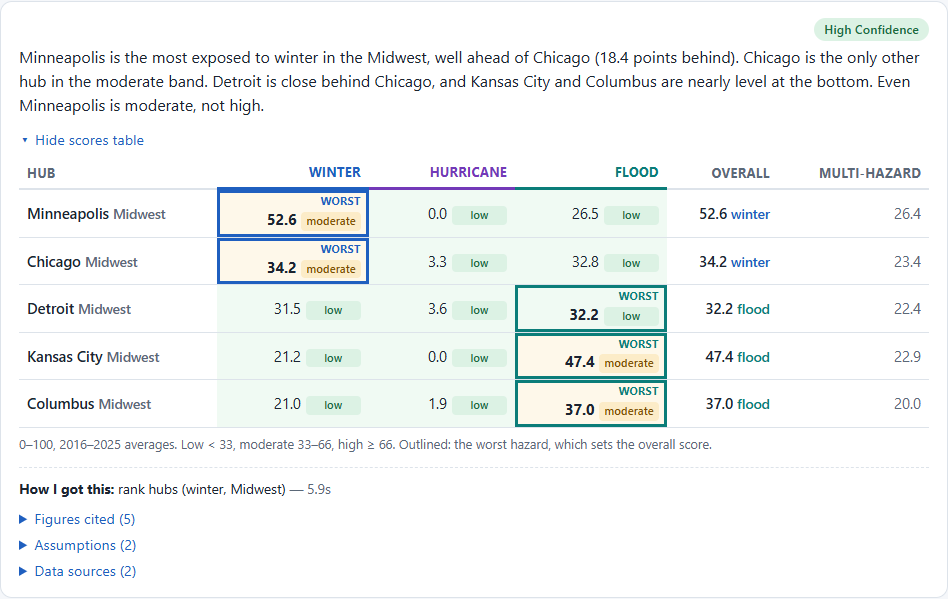 High Confidence
Minneapolis is the most exposed to winter in the Midwest, well ahead of Chicago (18.4 points behind). Chicago is the only other
hub in the moderate band. Detroit is close behind Chicago, and Kansas City and Columbus are nearly level at the bottom. Even
Minneapolis is moderate, not high.
▼ Hide scores table
HUB WINTER HURRICANE FLOOD OVERALL MULTI-HAZARD
WORST
Minneapolis Midwest 52.6 moderate 0.0 low 26.5 low 52.6 winter 26.4
WORST
Chicago Midwest 34.2 moderate 3.3 low 32.8 low 34.2 winter 23.4
WORST
Detroit Midwest 31.5 low 3.6 low 32.2 low 32.2 flood 22.4
WORST
Kansas City Midwest 21.2 low 0.0 low 47.4 moderate 47.4 flood 22.9
WORST
Columbus Midwest 21.0 low 1.9 low 37.0 moderate 37.0 flood 20.0
0–100, 2016–2025 averages. Low < 33, moderate 33–66, high ≥ 66. Outlined: the worst hazard, which sets the overall score.
How I got this: rank hubs (winter, Midwest) — 5.9s
▶ Figures cited (5)
▶ Assumptions (2)
▶ Data sources (2)